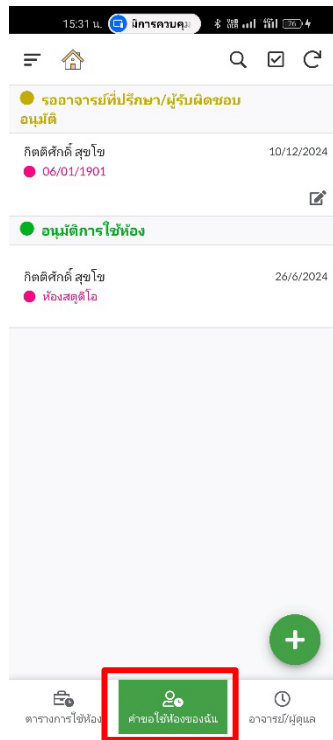 15:31 น. มีการควบคุม 76
รออาจารย์ที่ปรึกษา/ผู้รับผิดชอบ
อนุมัติ
กิตติศักดิ์ สุขโข 10/12/2024
06/01/1901
อนุมัติการใช้ห้อง
กิตติศักดิ์ สุขโข 26/6/2024
ห้องสตูดิโอ
ตารางการใช้ห้อง คำขอใช้ห้องของฉัน อาจารย์/ผู้ดูแล